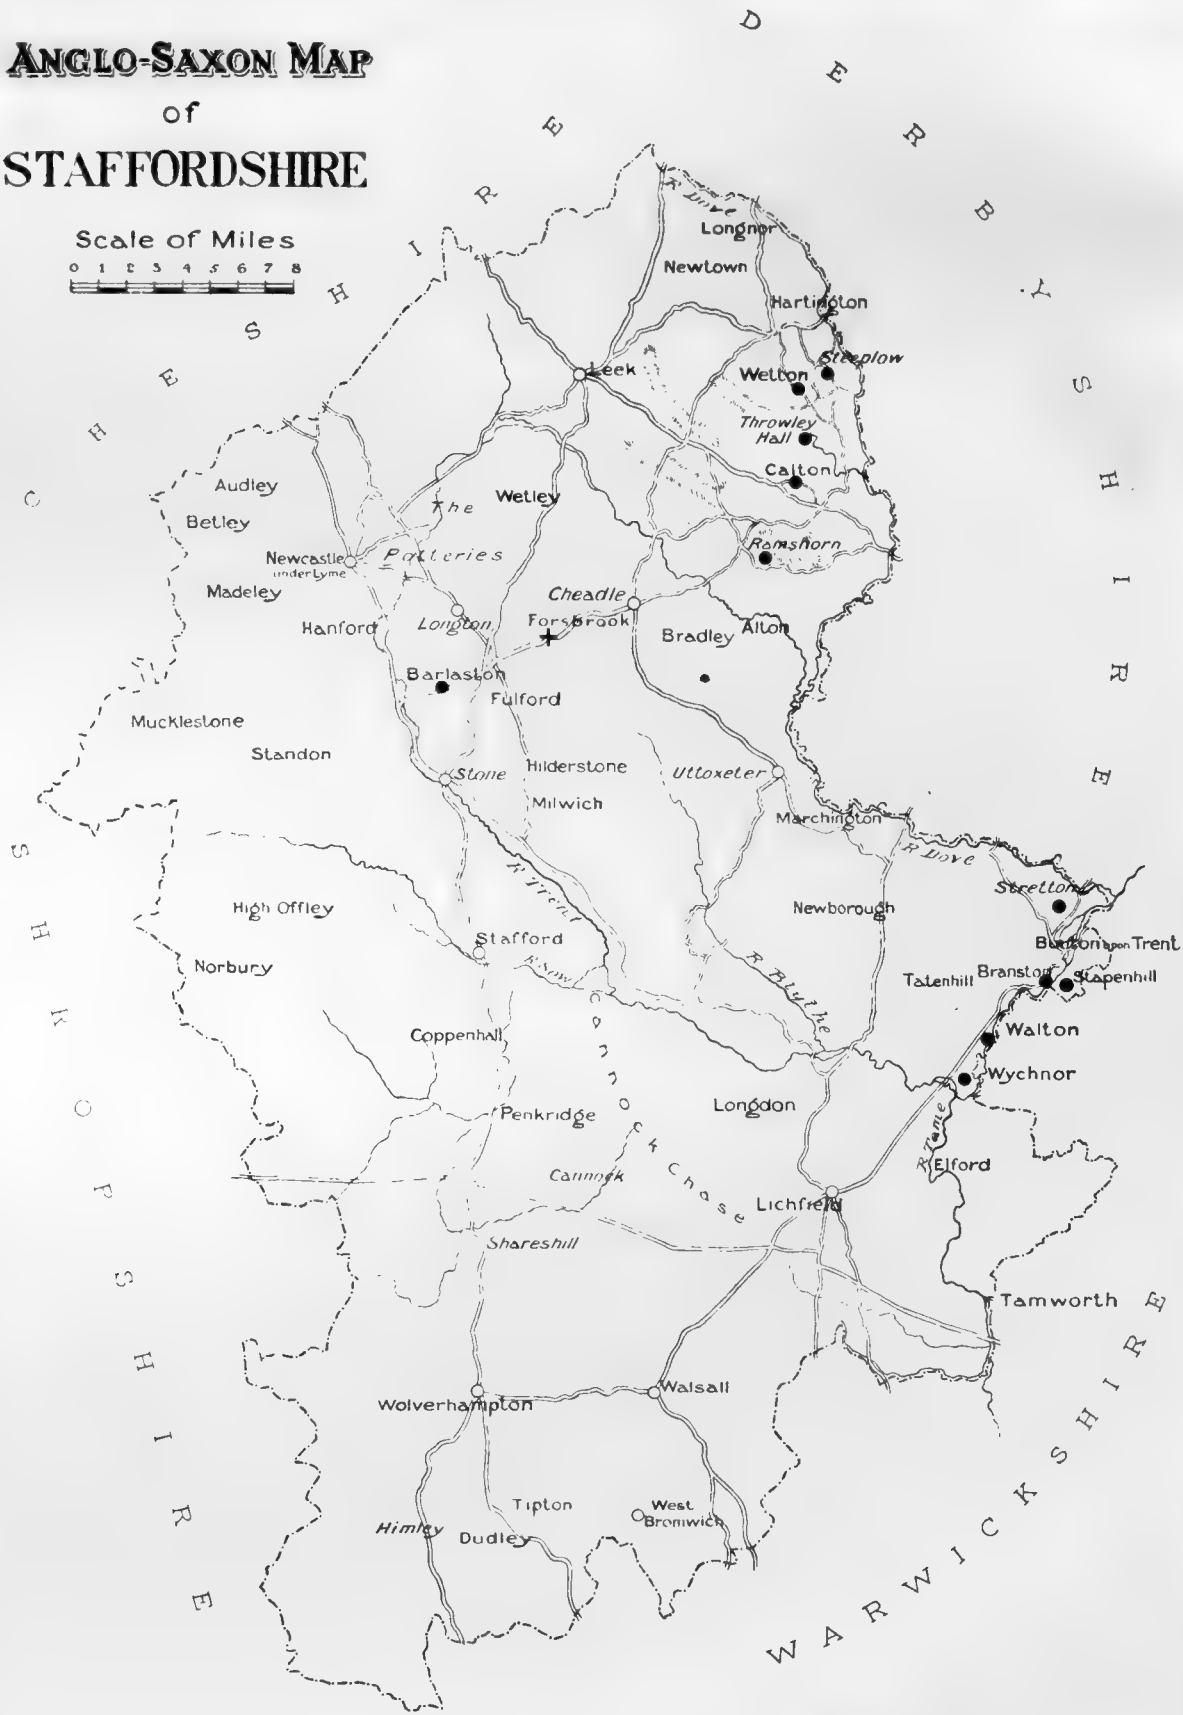 ANGLO-SAXON MAP
of
STAFFORDSHIRE
Scale of Miles
0 1 2 3 4 5 6 7 8
CHESHIRE
DERBYSHIRE
SHROPSHIRE
WARWICKSHIRE
R Dove
Longnor
Newtown
Hartington
Leek
Steeplow
Wetton
Throwley
Hall
Calton
Audley
Betley
The
Potteries
Wetley
Newcastle
under Lyme
Ramshorn
Madeley
Cheadle
Hanford
Longton
Forsbrook
Bradley
Alton
Barlaston
Fulford
Mucklestone
Standon
Stone
Hilderstone
Uttoxeter
Milwich
Marchington
R Dove
R Trent
Stretton
High Offley
Newborough
Stafford
Burton upon Trent
R Sow
R Blythe
Norbury
Tatenhill
Branston
Stapenhill
Coppenhall
Walton
Wychnor
Cannock Chase
Penkridge
Longdon
R Tame
Elford
Cannock
Lichfield
Shareshill
Tamworth
Wolverhampton
Walsall
Tipton
West
Bromwich
Himley
Dudley